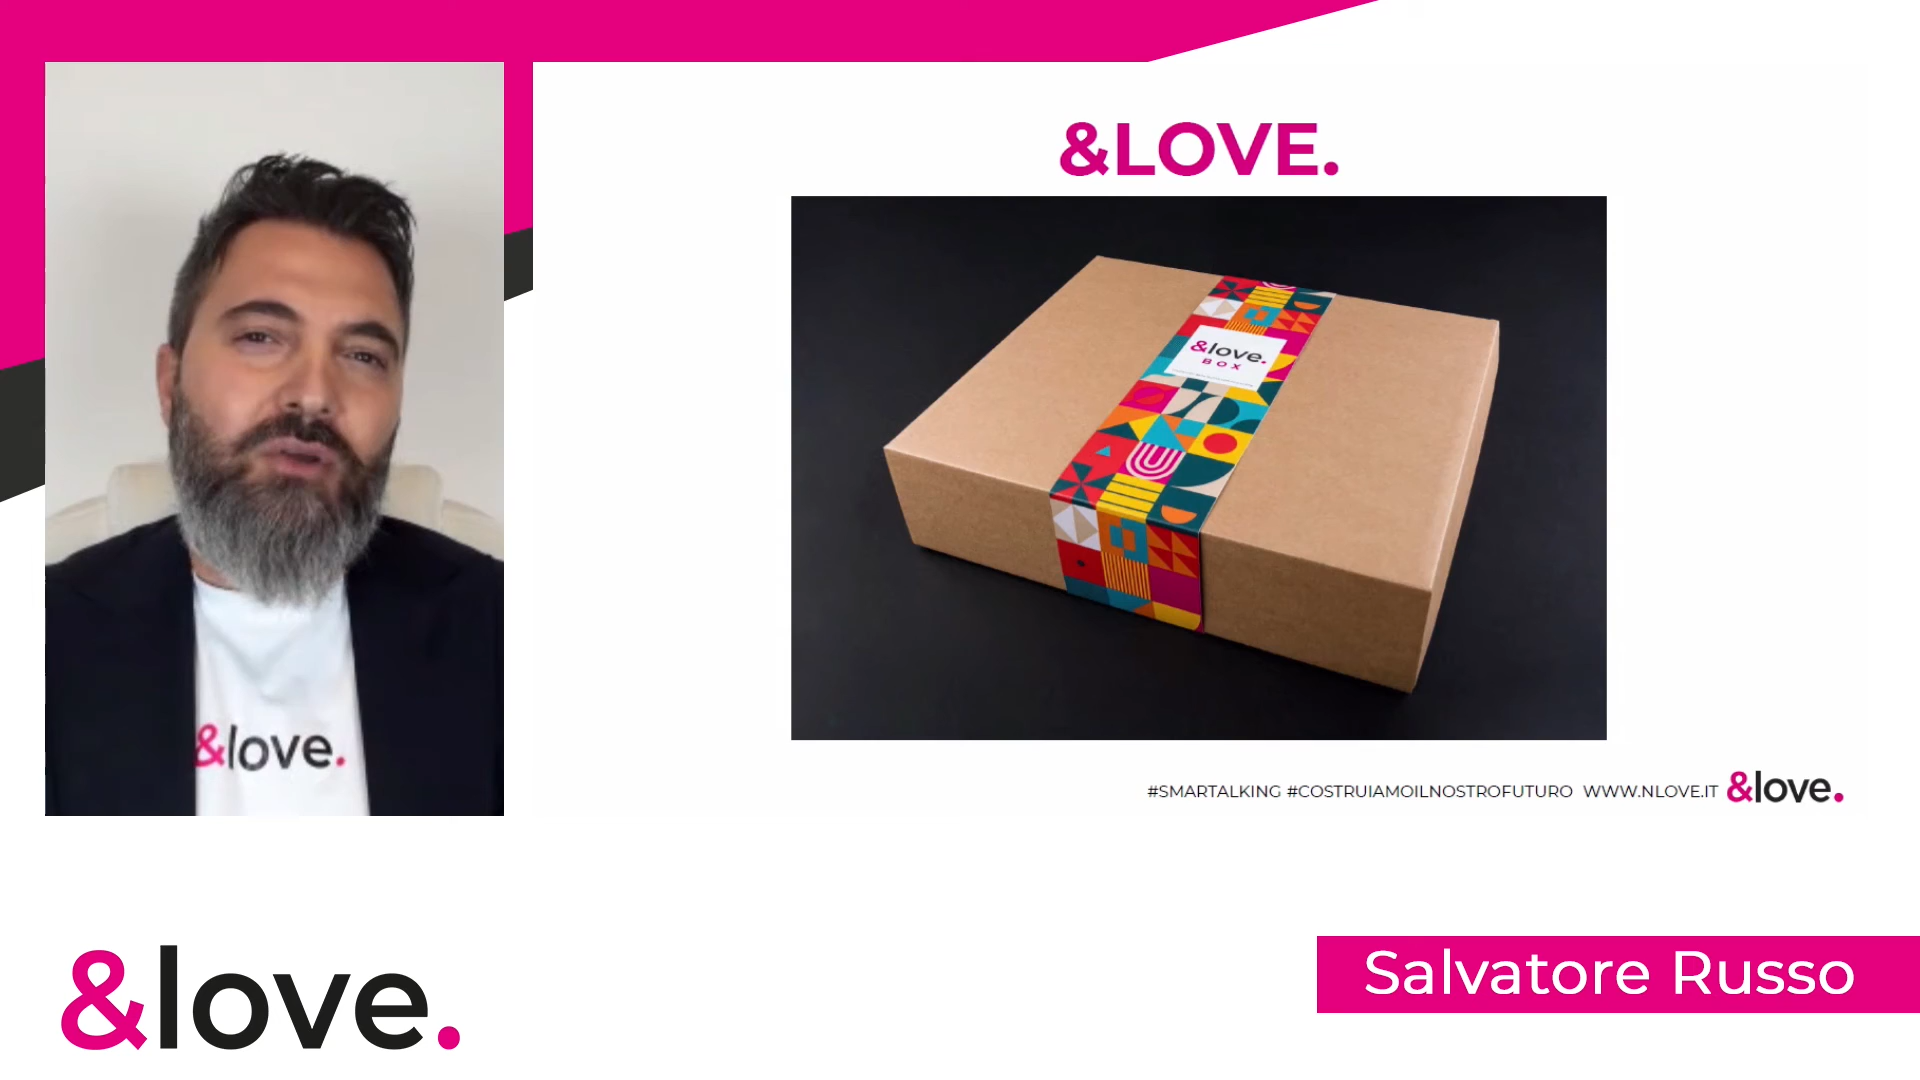 &LOVE.
&love.
BOX
&love.
#SMARTALKING #COSTRUIAMOILNOSTROFUTURO WWW.NLOVE.IT &love.
&love.
Salvatore Russo